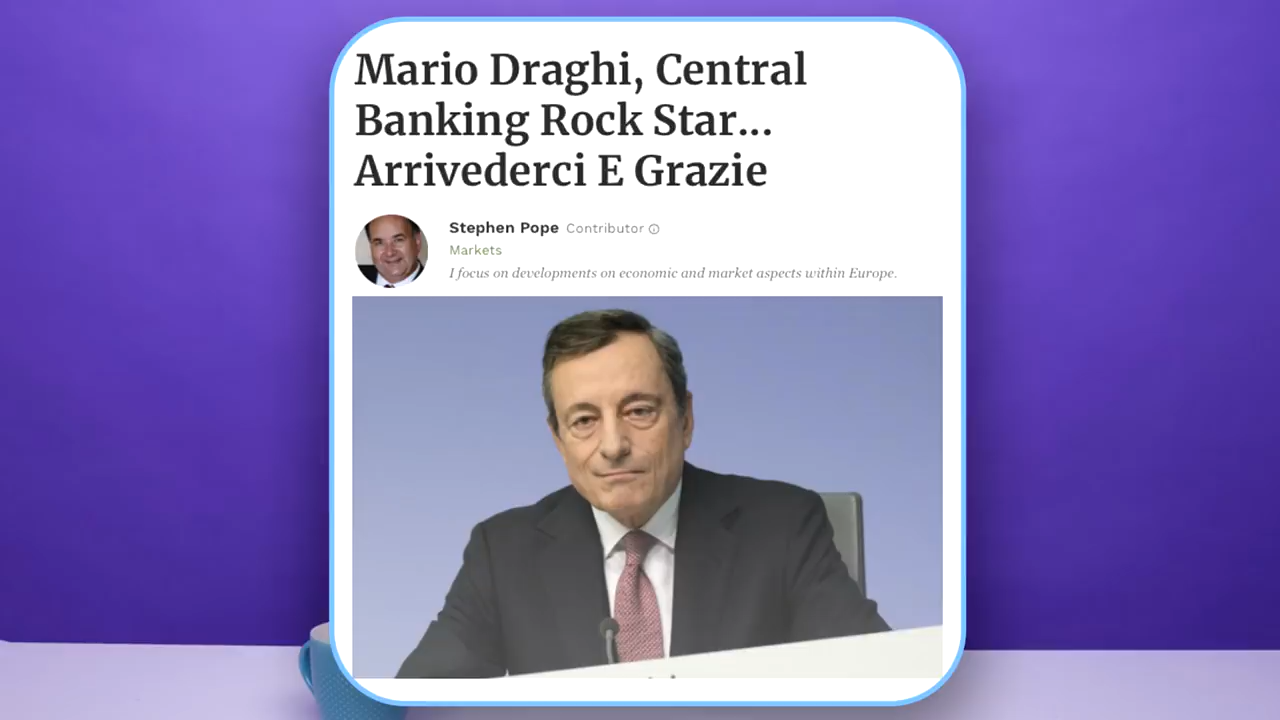 Mario Draghi, Central
Banking Rock Star...
Arrivederci E Grazie
Stephen Pope Contributor
Markets
I focus on developments on economic and market aspects within Europe.